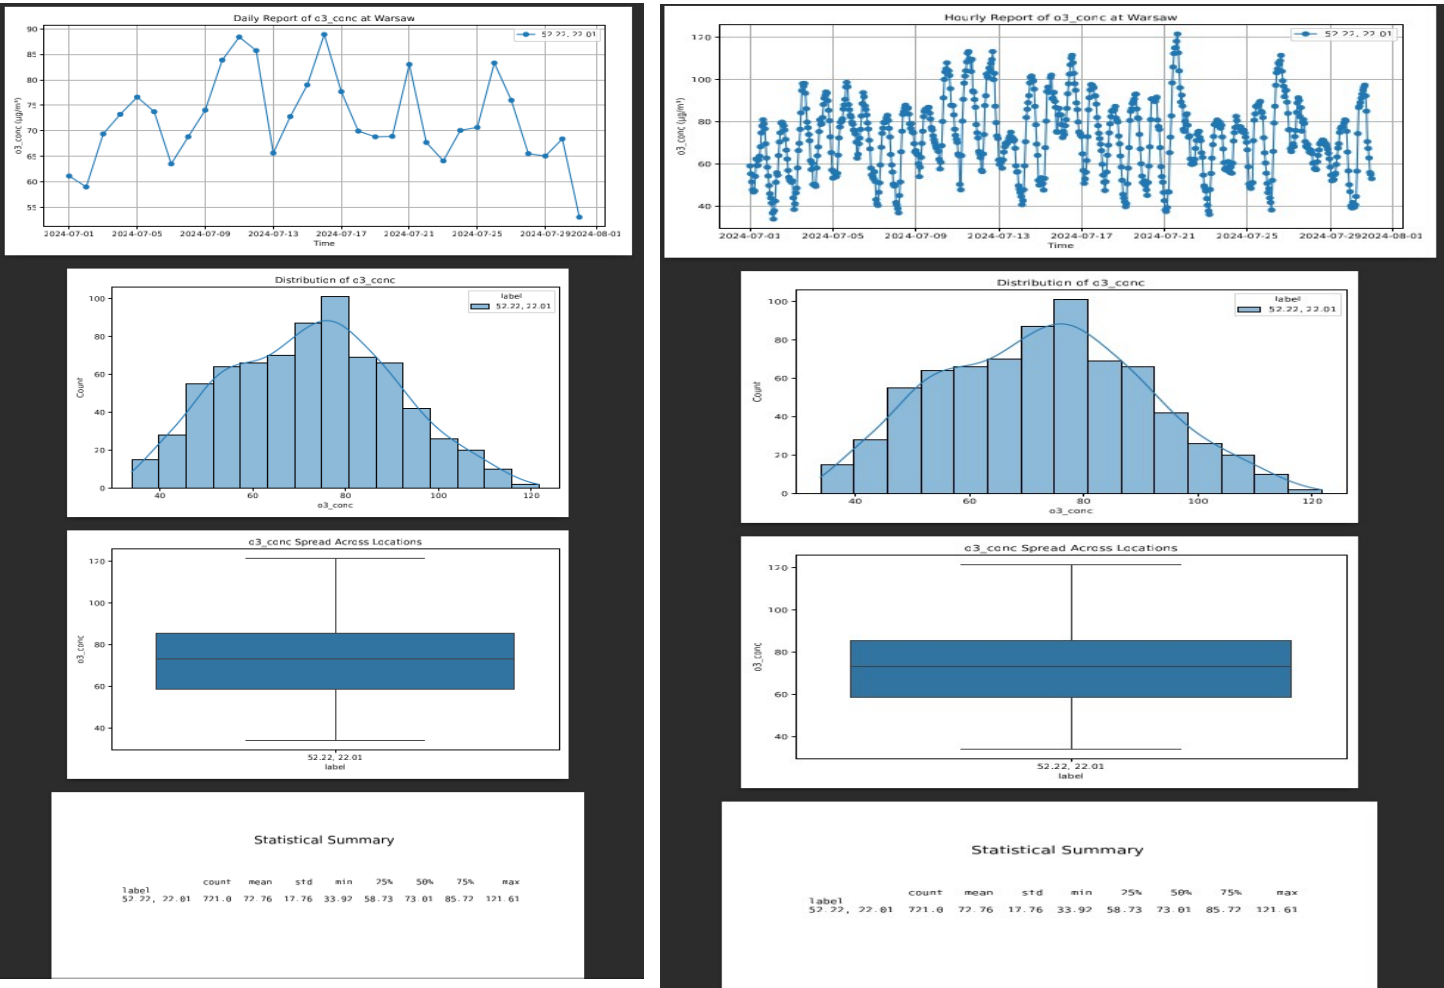 Daily Report of o3_conc at Warsaw
52.22, 22.01
90
85
80
75
70
65
60
55
o3_conc (µg/m³)
2024-07-01 2024-07-05 2024-07-09 2024-07-13 2024-07-17 2024-07-21 2024-07-25 2024-07-29 2024-08-01
Time
Distribution of o3_conc
label
52.22, 22.01
100
80
60
40
20
0
Count
40 60 80 100 120
o3_conc
o3_conc Spread Across Locations
120
100
80
60
40
o3_conc
52.22, 22.01
label
Statistical Summary
count mean std min 25% 50% 75% max
label
52.22, 22.01 721.0 72.76 17.76 33.92 58.73 73.01 85.72 121.61
Hourly Report of o3_conc at Warsaw
52.22, 22.01
120
100
80
60
40
o3_conc (µg/m³)
2024-07-01 2024-07-05 2024-07-09 2024-07-13 2024-07-17 2024-07-21 2024-07-25 2024-07-29 2024-08-01
Time
Distribution of o3_conc
label
52.22, 22.01
100
80
60
40
20
0
Count
40 60 80 100 120
o3_conc
o3_conc Spread Across Locations
120
100
80
60
40
o3_conc
52.22, 22.01
label
Statistical Summary
count mean std min 25% 50% 75% max
label
52.22, 22.01 721.0 72.76 17.76 33.92 58.73 73.01 85.72 121.61